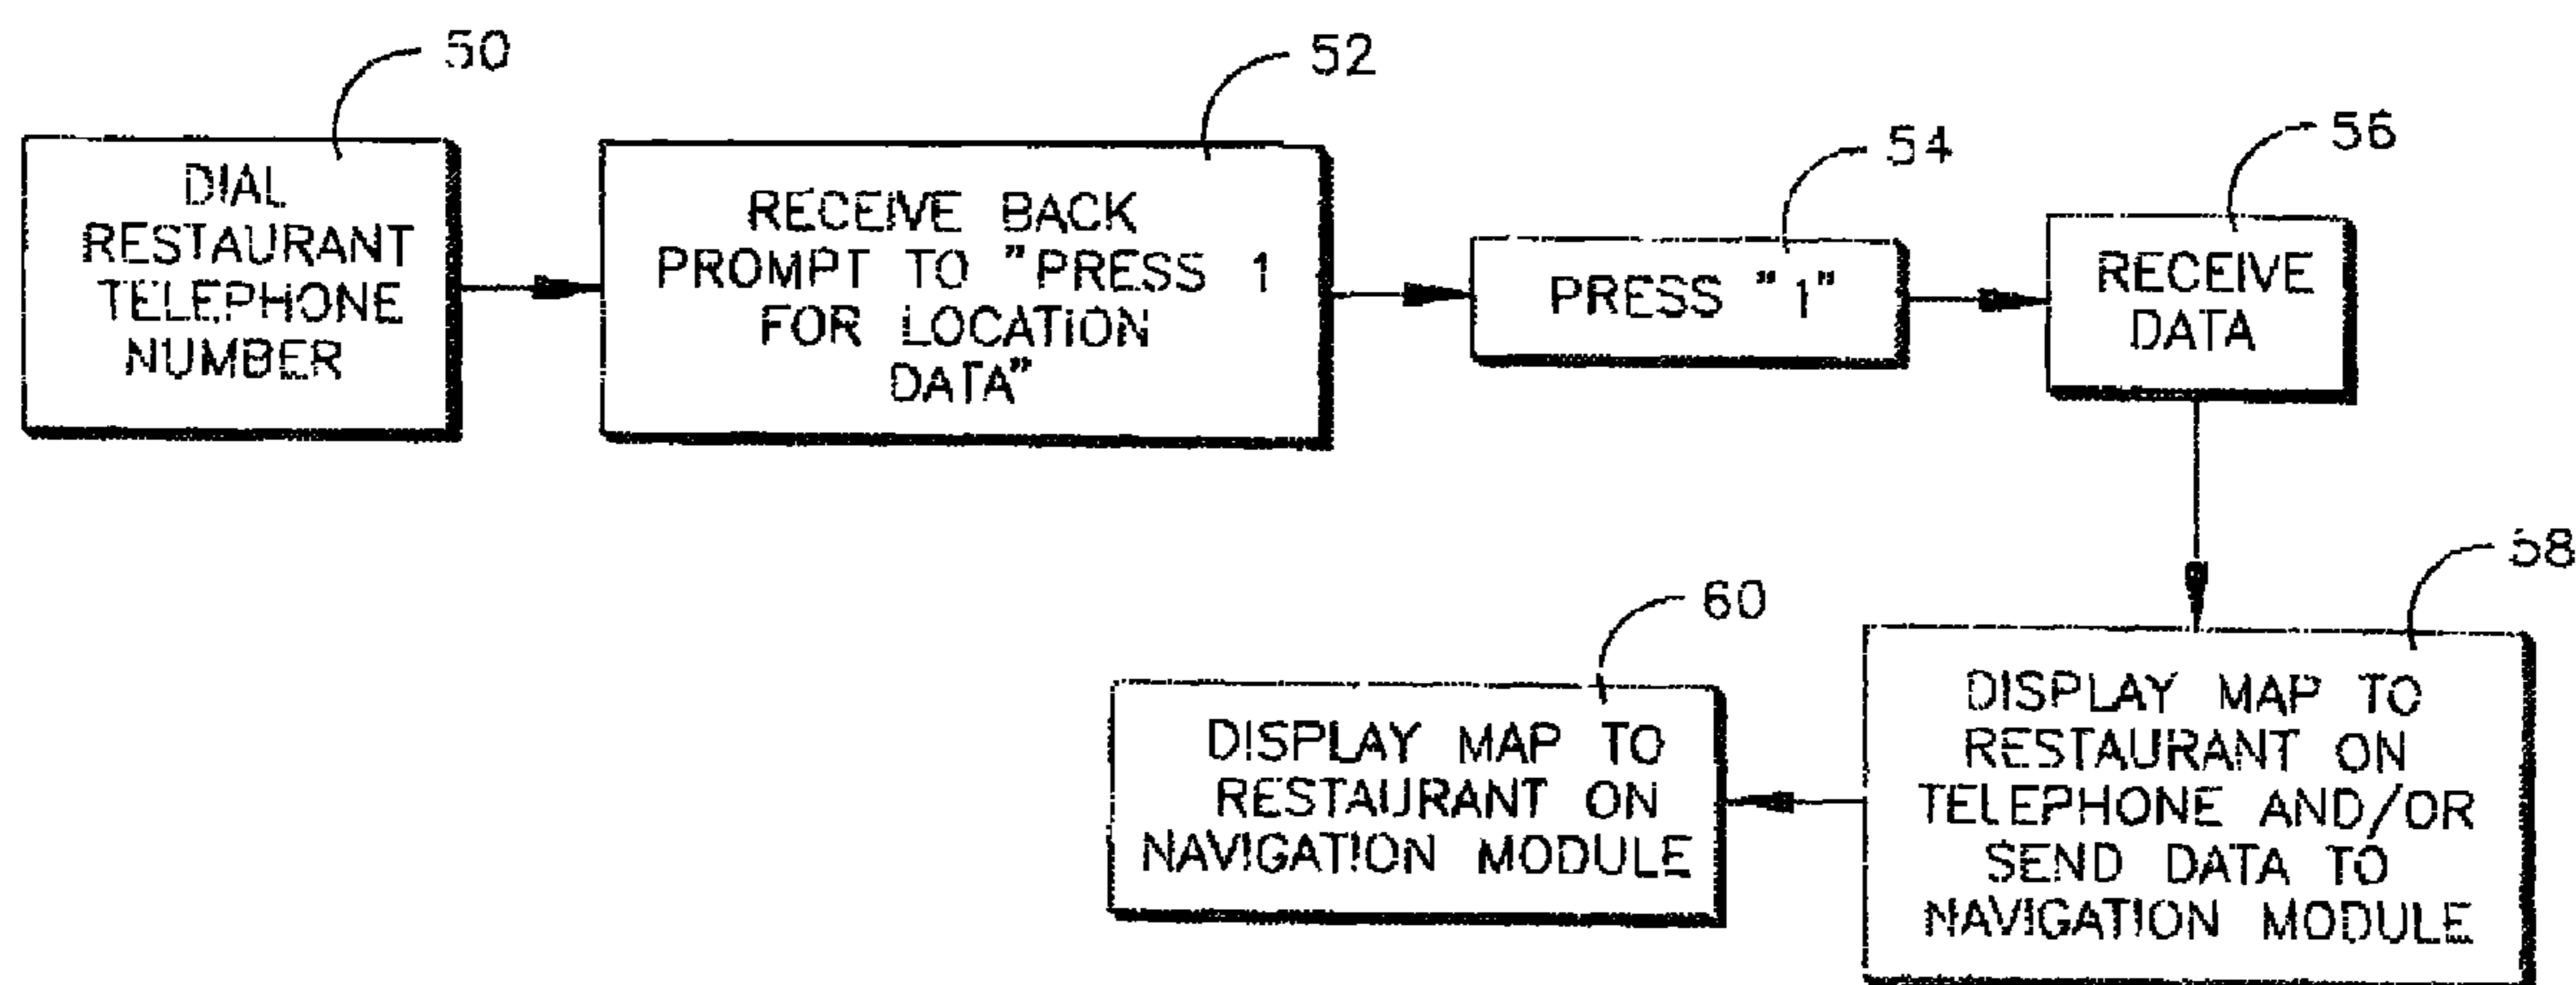 50
DIAL
RESTAURANT
TELEPHONE
NUMBER
52
RECEIVE BACK
PROMPT TO "PRESS 1
FOR LOCATION
DATA"
54
PRESS "1"
56
RECEIVE
DATA
58
DISPLAY MAP TO
RESTAURANT ON
TELEPHONE AND/OR
SEND DATA TO
NAVIGATION MODULE
60
DISPLAY MAP TO
RESTAURANT ON
NAVIGATION MODULE